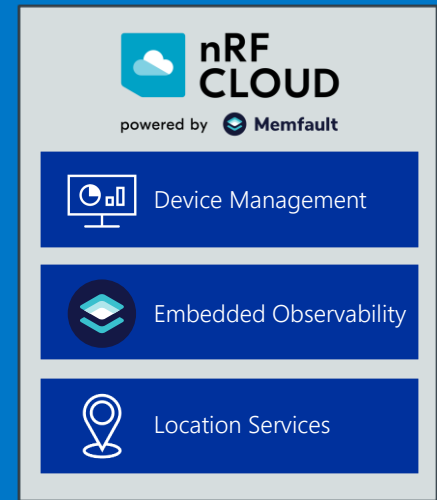 nRF
CLOUD
powered by Memfault
Device Management
Embedded Observability
Location Services